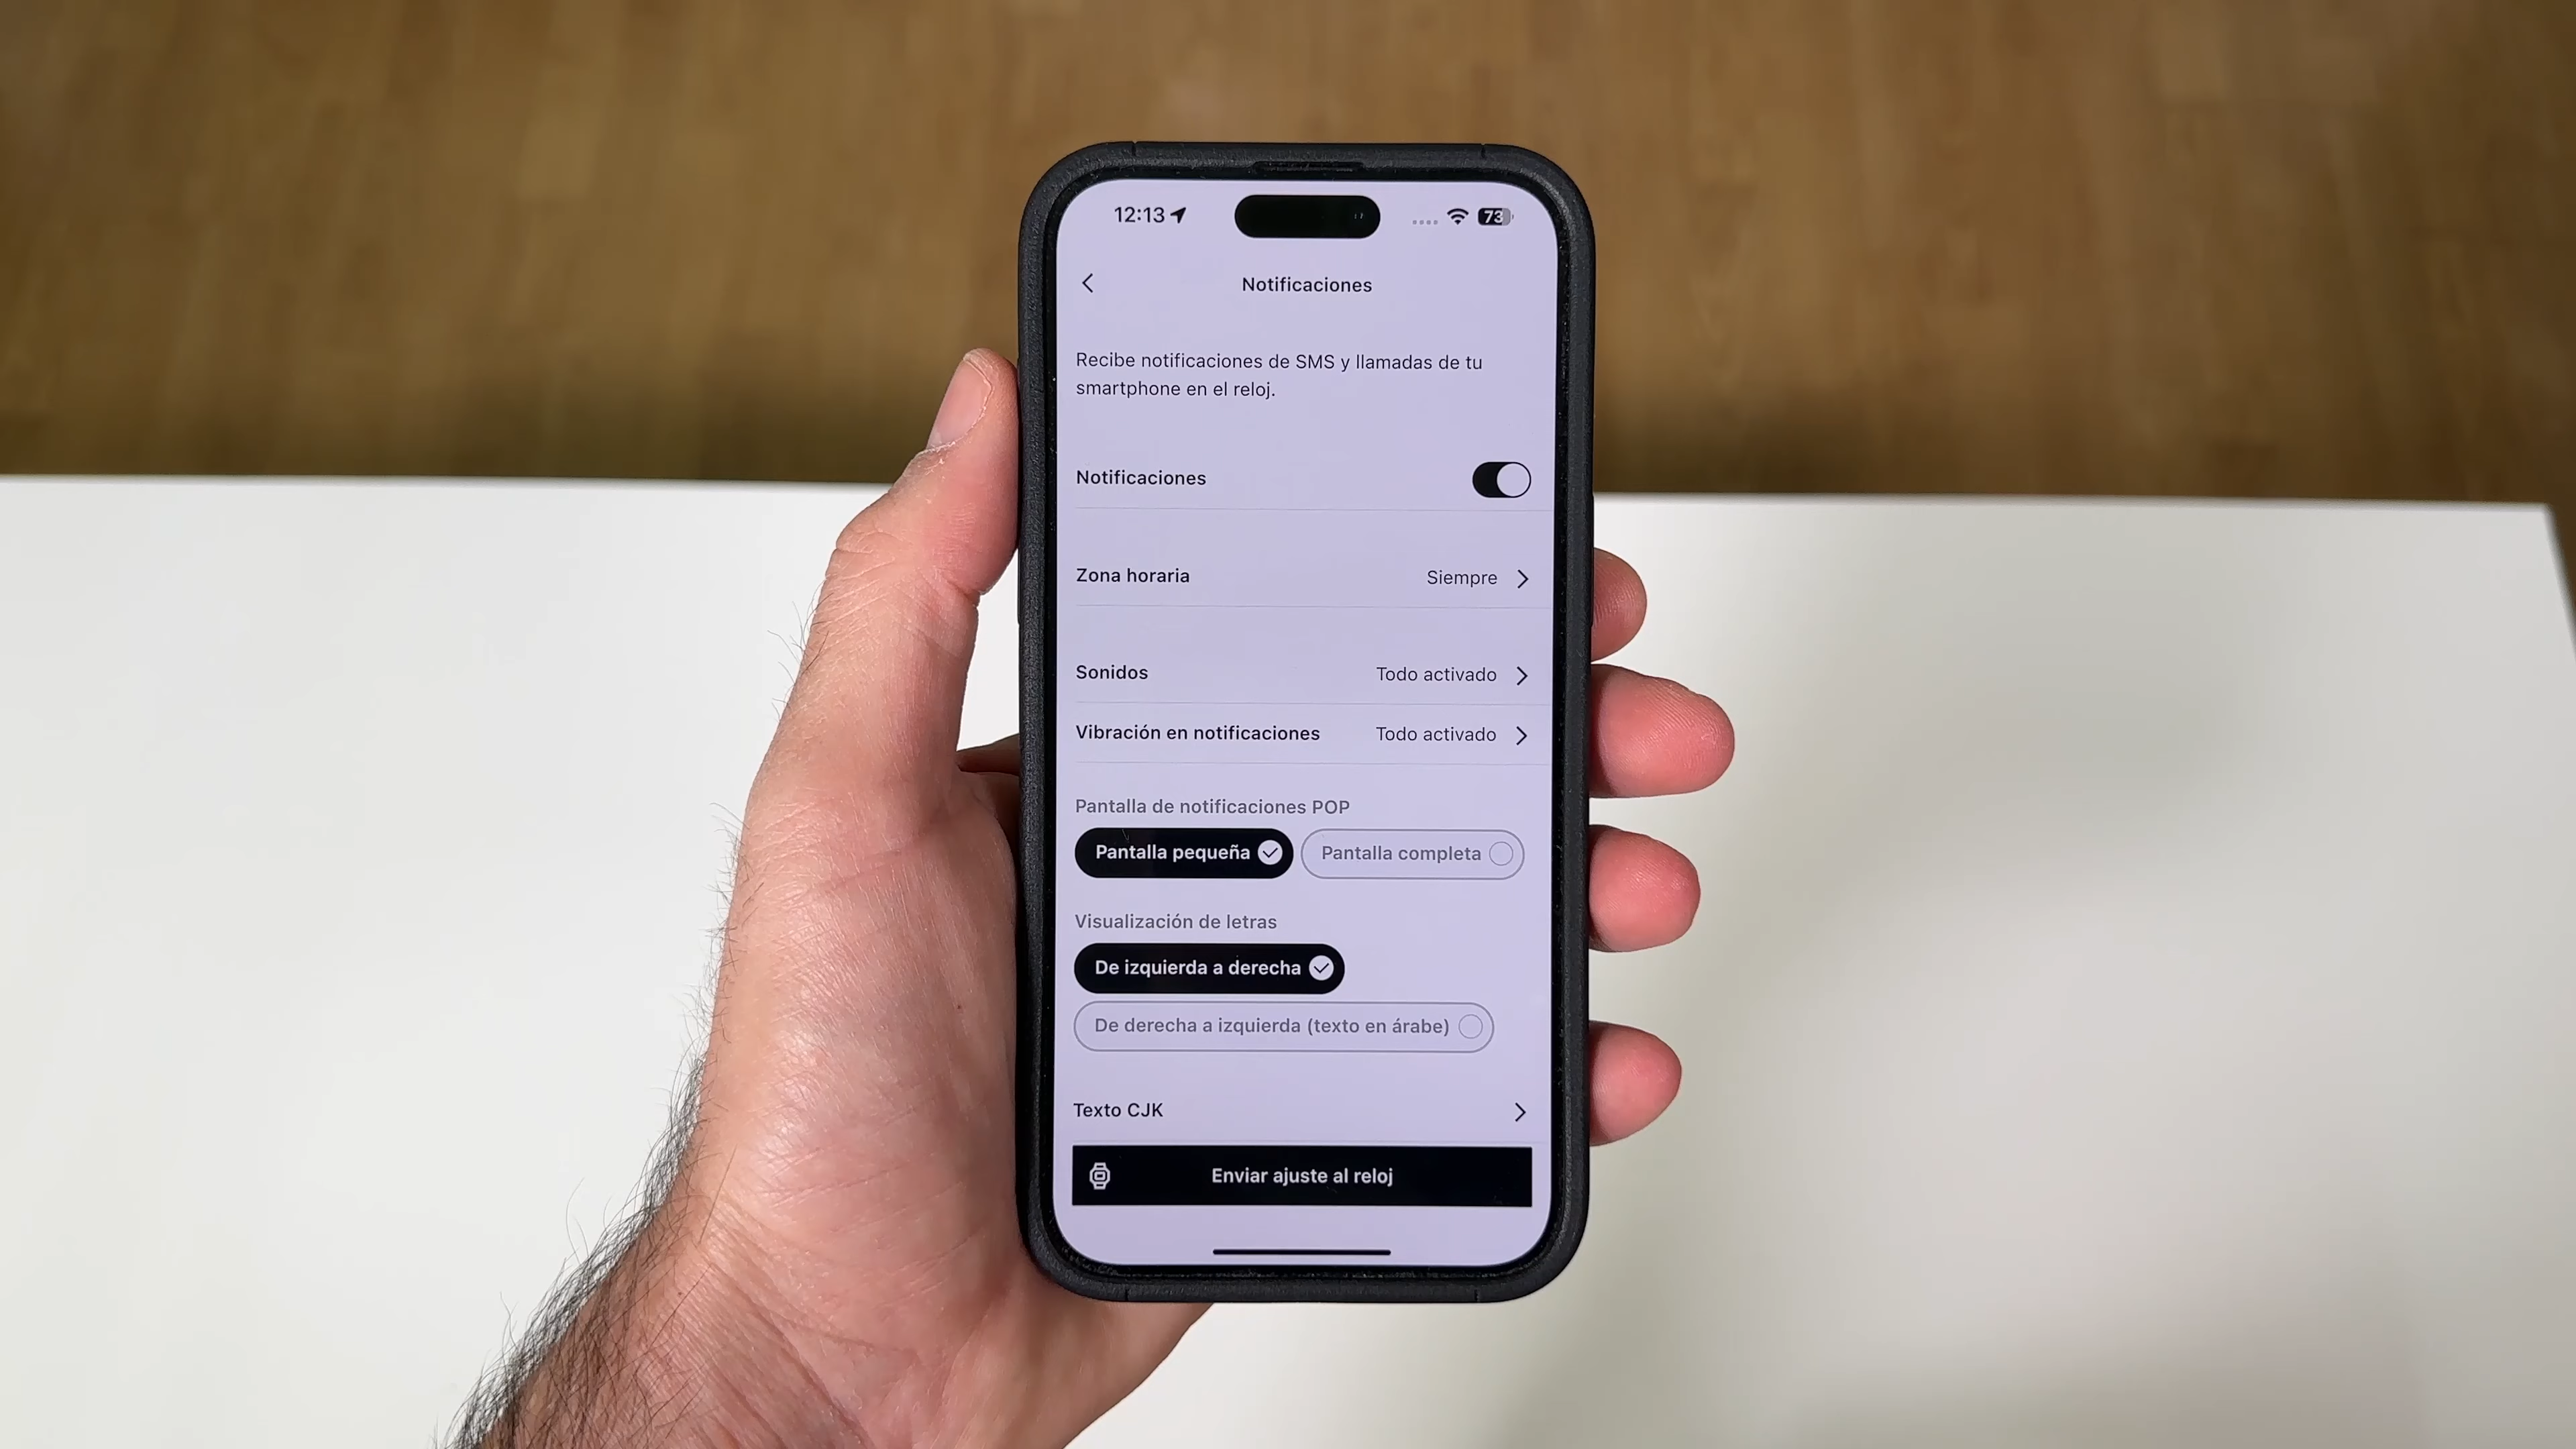 12:13
73
Notificaciones
Recibe notificaciones de SMS y llamadas de tu
smartphone en el reloj.
Notificaciones
Zona horaria Siempre
Sonidos Todo activado
Vibración en notificaciones Todo activado
Pantalla de notificaciones POP
Pantalla pequeña Pantalla completa
Visualización de letras
De izquierda a derecha
De derecha a izquierda (texto en árabe)
Texto CJK
Enviar ajuste al reloj